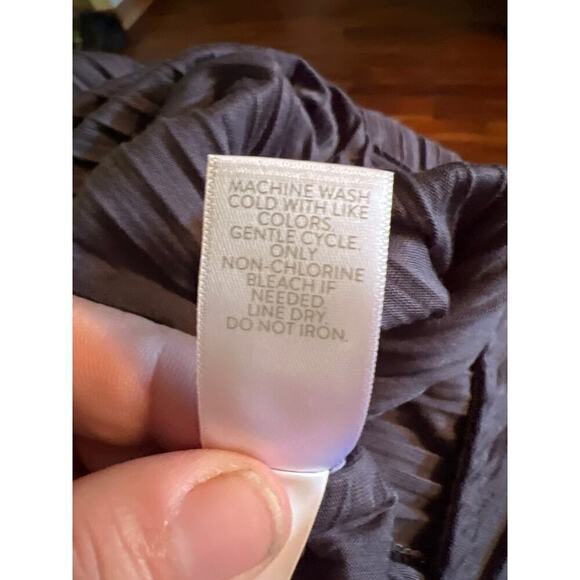 MACHINE WASH
COLD WITH LIKE
COLORS.
GENTLE CYCLE.
ONLY
NON-CHLORINE
BLEACH IF
NEEDED.
LINE DRY.
DO NOT IRON.